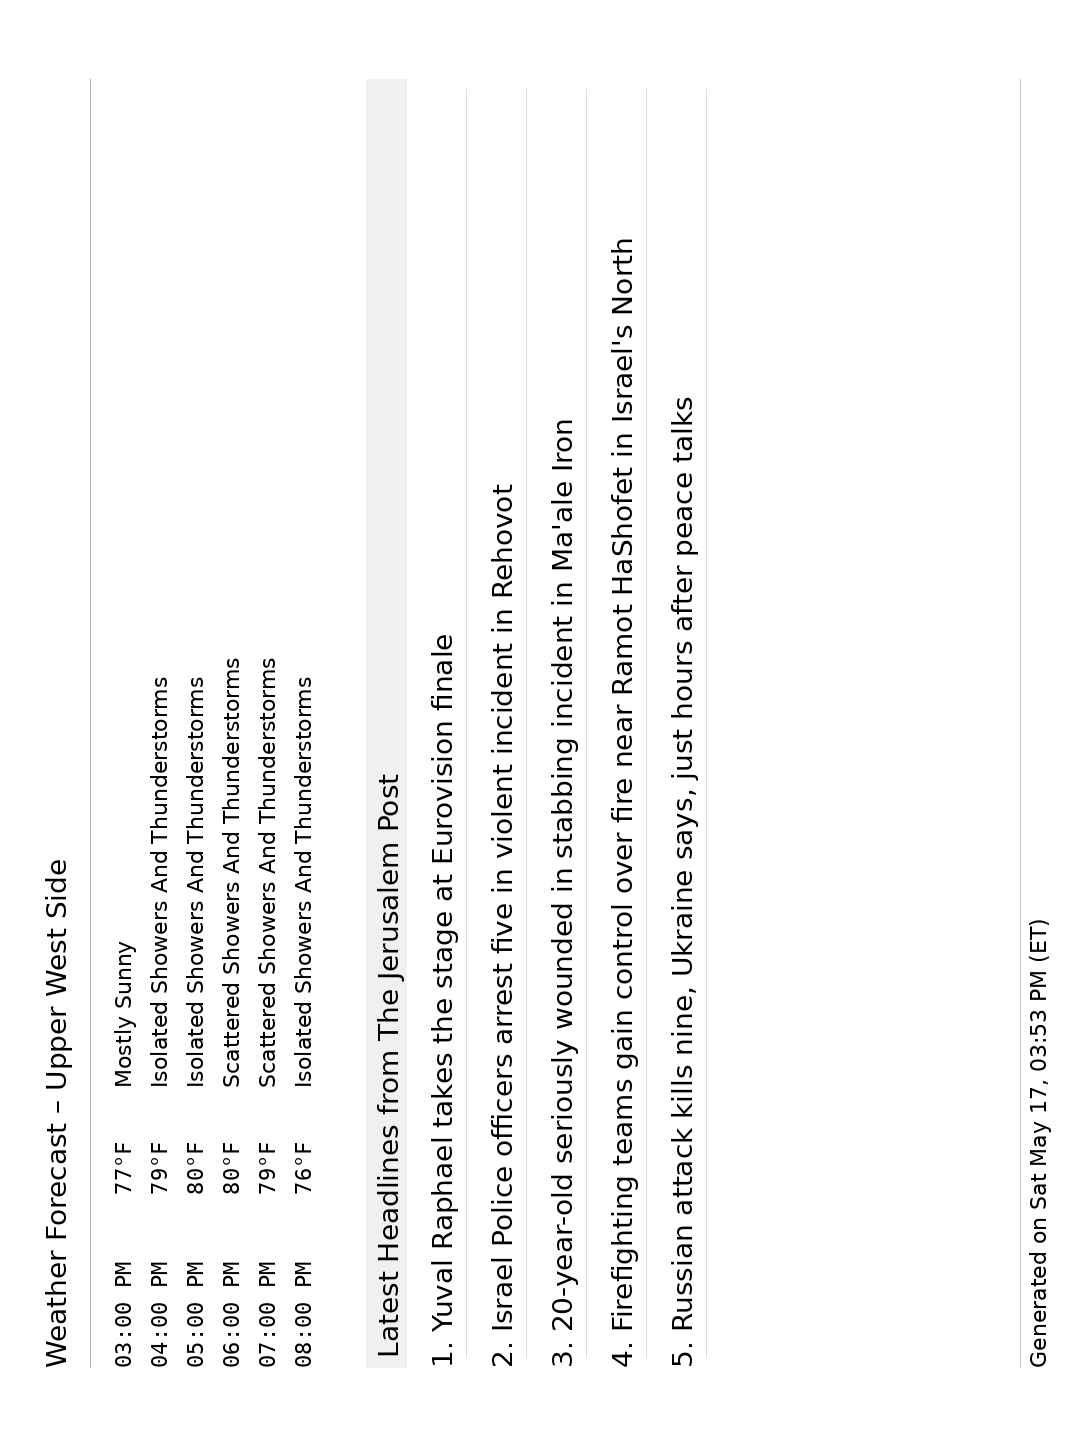 Weather Forecast – Upper West Side
03:00 PM 77°F Mostly Sunny
04:00 PM 79°F Isolated Showers And Thunderstorms
05:00 PM 80°F Isolated Showers And Thunderstorms
06:00 PM 80°F Scattered Showers And Thunderstorms
07:00 PM 79°F Scattered Showers And Thunderstorms
08:00 PM 76°F Isolated Showers And Thunderstorms
Latest Headlines from The Jerusalem Post
1. Yuval Raphael takes the stage at Eurovision finale
2. Israel Police officers arrest five in violent incident in Rehovot
3. 20-year-old seriously wounded in stabbing incident in Ma'ale Iron
4. Firefighting teams gain control over fire near Ramot HaShofet in Israel's North
5. Russian attack kills nine, Ukraine says, just hours after peace talks
Generated on Sat May 17, 03:53 PM (ET)